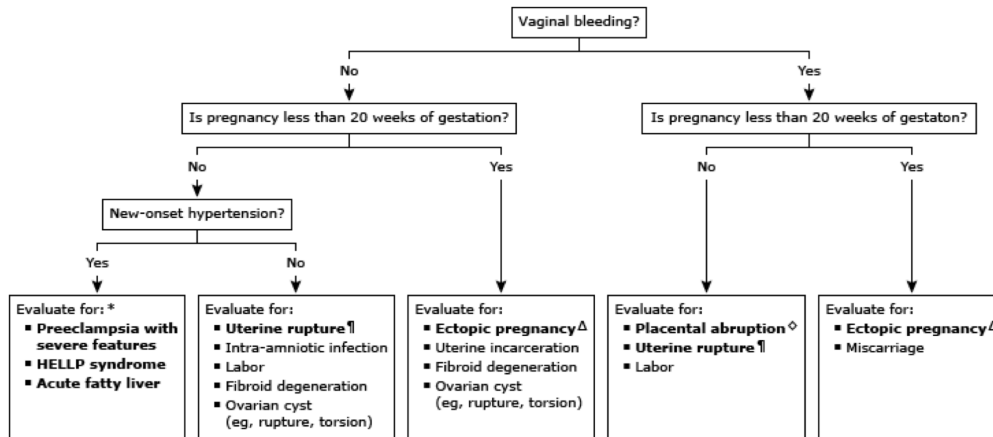 Vaginal bleeding?
No
Yes
Is pregnancy less than 20 weeks of gestation?
Is pregnancy less than 20 weeks of gestaton?
No
Yes
No
Yes
New-onset hypertension?
Yes
No
Evaluate for: *
▪ Preeclampsia with
severe features
▪ HELLP syndrome
▪ Acute fatty liver
Evaluate for:
▪ Uterine rupture¶
▪ Intra-amniotic infection
▪ Labor
▪ Fibroid degeneration
▪ Ovarian cyst
(eg, rupture, torsion)
Evaluate for:
▪ Ectopic pregnancyΔ
▪ Uterine incarceration
▪ Fibroid degeneration
▪ Ovarian cyst
(eg, rupture, torsion)
Evaluate for:
▪ Placental abruption◇
▪ Uterine rupture¶
▪ Labor
Evaluate for:
▪ Ectopic pregnancyΔ
▪ Miscarriage